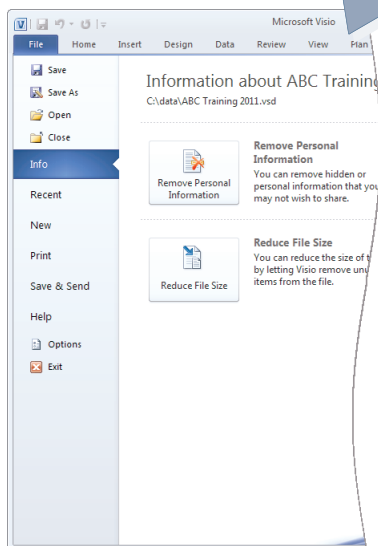 Microsoft Visio
File Home Insert Design Data Review View Plan
Save
Save As
Open
Close
Info
Recent
New
Print
Save & Send
Help
Options
Exit
Information about ABC Training
C:\data\ABC Training 2011.vsd
Remove Personal
Information
Remove Personal
Information
You can remove hidden or
personal information that you
may not wish to share.
Reduce File Size
Reduce File Size
You can reduce the size of
by letting Visio remove
items from the file.